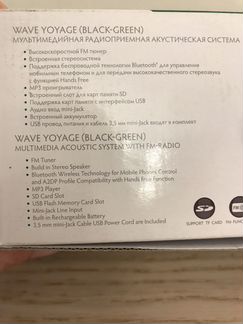 WAVE YOYAGE (BLACK-GREEN)
МУЛЬТИМЕДИЙНАЯ РАДИОПРИЕМНАЯ АКУСТИЧЕСКАЯ СИСТЕМА
• Высокоскоростной FM тюнер
• Встроенная стереосистема
• Поддержка беспроводной технологии Bluetooth® для управления
мобильным телефоном и для передачи высококачественного стереозвука
с функцией Hands Free
• MP3 проигрыватель
• Встроенный слот для карт памяти SD
• Поддержка карт памяти с интерфейсом USB
• Аудио вход mini-Jack
• Встроенный аккумулятор
• USB провод питания и кабель 3,5 мм mini-Jack входят в комплект
WAVE YOYAGE (BLACK-GREEN)
MULTIMEDIA ACOUSTIC SYSTEM WITH FM-RADIO
• FM Tuner
• Build in Stereo Speaker
• Bluetooth Wireless Technology for Mobile Phones Control
and A2DP Profile Compatibility with Hands Free Function
• MP3 Player
• SD Card Slot
• USB Flash Memory Card Slot
• Mini-Jack Line Input
• Built-in Rechargeable Battery
• 3,5 mm mini-Jack Cable USB Power Cord are Included
SD
FM
SUPPORT TF CARD
FM